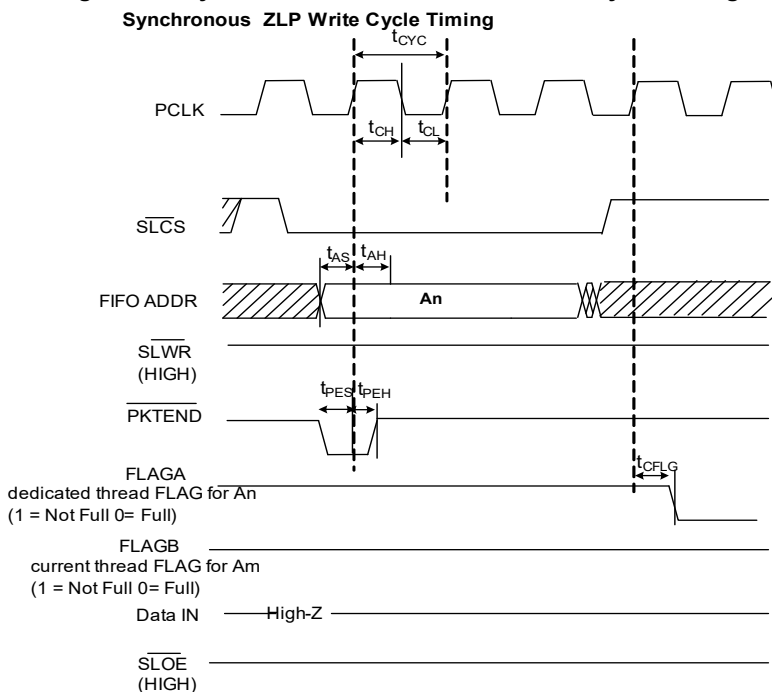 Synchronous ZLP Write Cycle Timing
tCYC
PCLK
tCH
tCL
SLCS
tAS
tAH
FIFO ADDR
An
SLWR
(HIGH)
tPES
tPEH
PKTEND
FLAGA
dedicated thread FLAG for An
(1 = Not Full 0= Full)
tCFLG
FLAGB
current thread FLAG for Am
(1 = Not Full 0= Full)
Data IN
High-Z
SLOE
(HIGH)